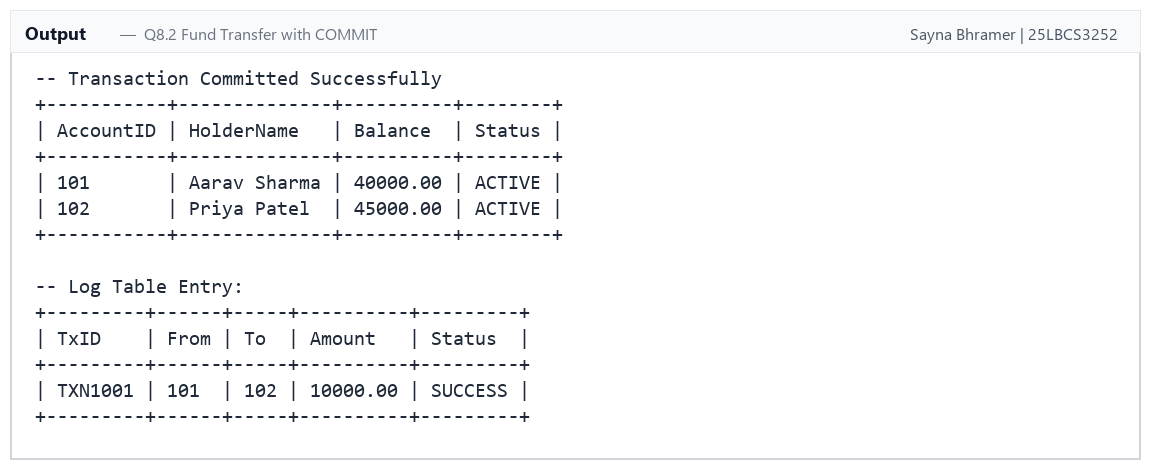 Output — Q8.2 Fund Transfer with COMMIT Sayna Bhramer | 25LBCS3252
-- Transaction Committed Successfully
+-----------+--------------+----------+--------+
| AccountID | HolderName   | Balance  | Status |
+-----------+--------------+----------+--------+
| 101       | Aarav Sharma | 40000.00 | ACTIVE |
| 102       | Priya Patel  | 45000.00 | ACTIVE |
+-----------+--------------+----------+--------+
-- Log Table Entry:
+---------+------+-----+----------+---------+
| TxID    | From | To  | Amount   | Status  |
+---------+------+-----+----------+---------+
| TXN1001 | 101  | 102 | 10000.00 | SUCCESS |
+---------+------+-----+----------+---------+